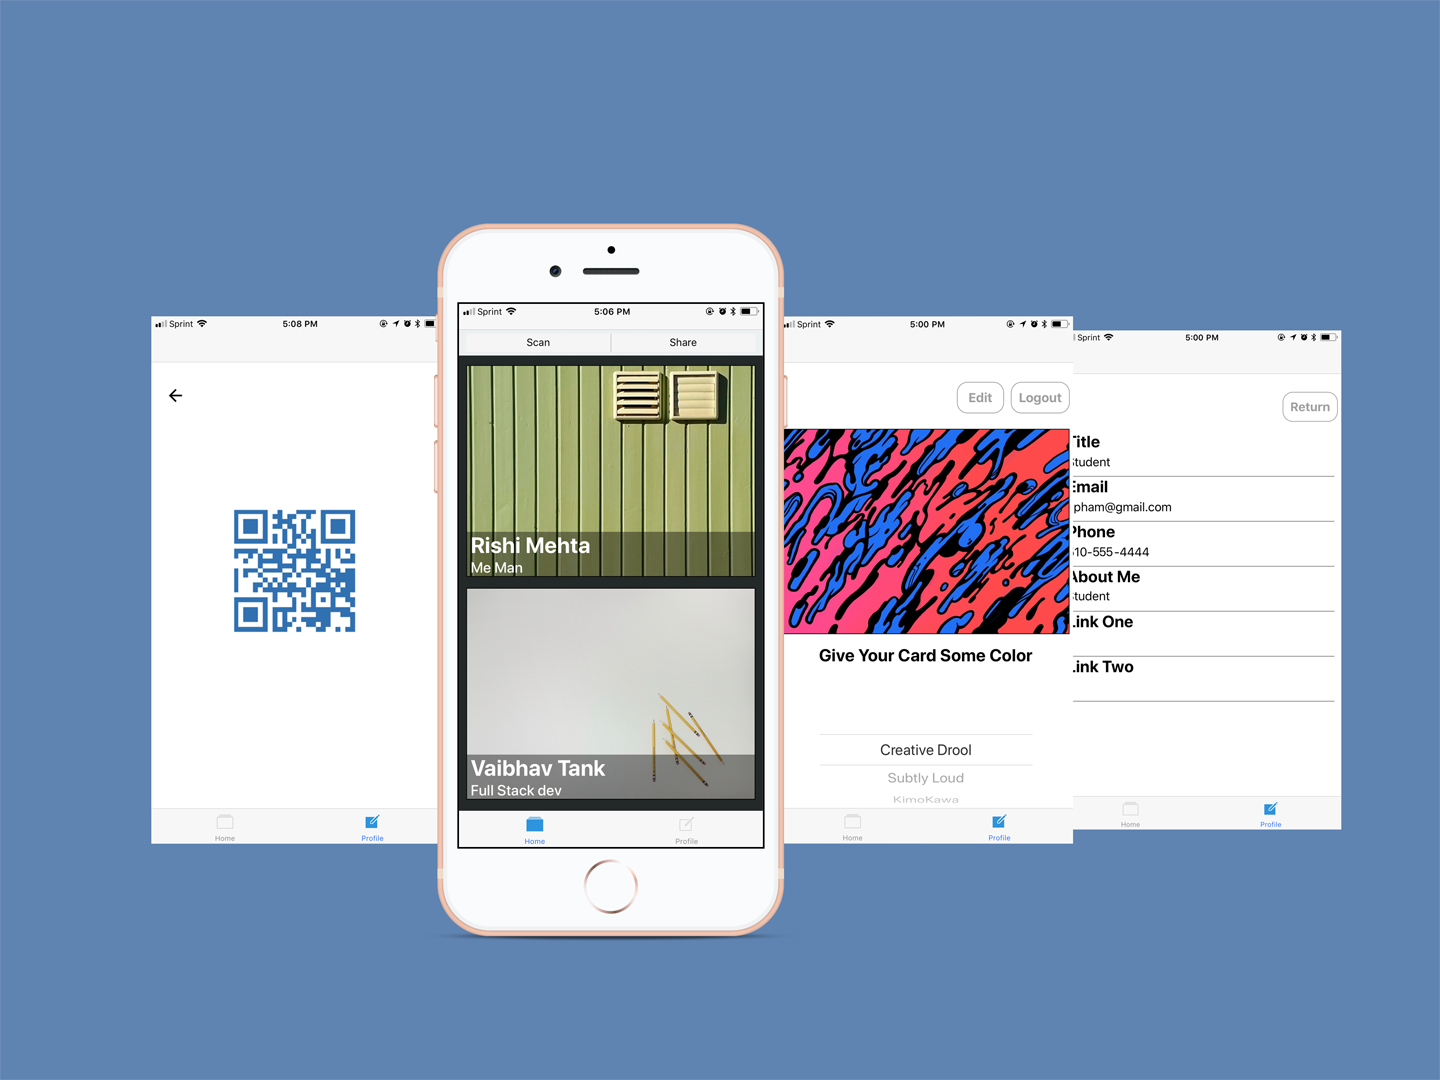 Sprint
5:08 PM
Home
Profile
Sprint
5:06 PM
Scan
Share
Rishi Mehta
Me Man
Vaibhav Tank
Full Stack dev
Home
Profile
Sprint
5:00 PM
Edit
Logout
Give Your Card Some Color
Creative Drool
Subtly Loud
KimoKawa
Home
Profile
Sprint
5:00 PM
Return
Title
Student
Email
pham@gmail.com
Phone
510-555-4444
About Me
Student
Link One
Link Two
Home
Profile